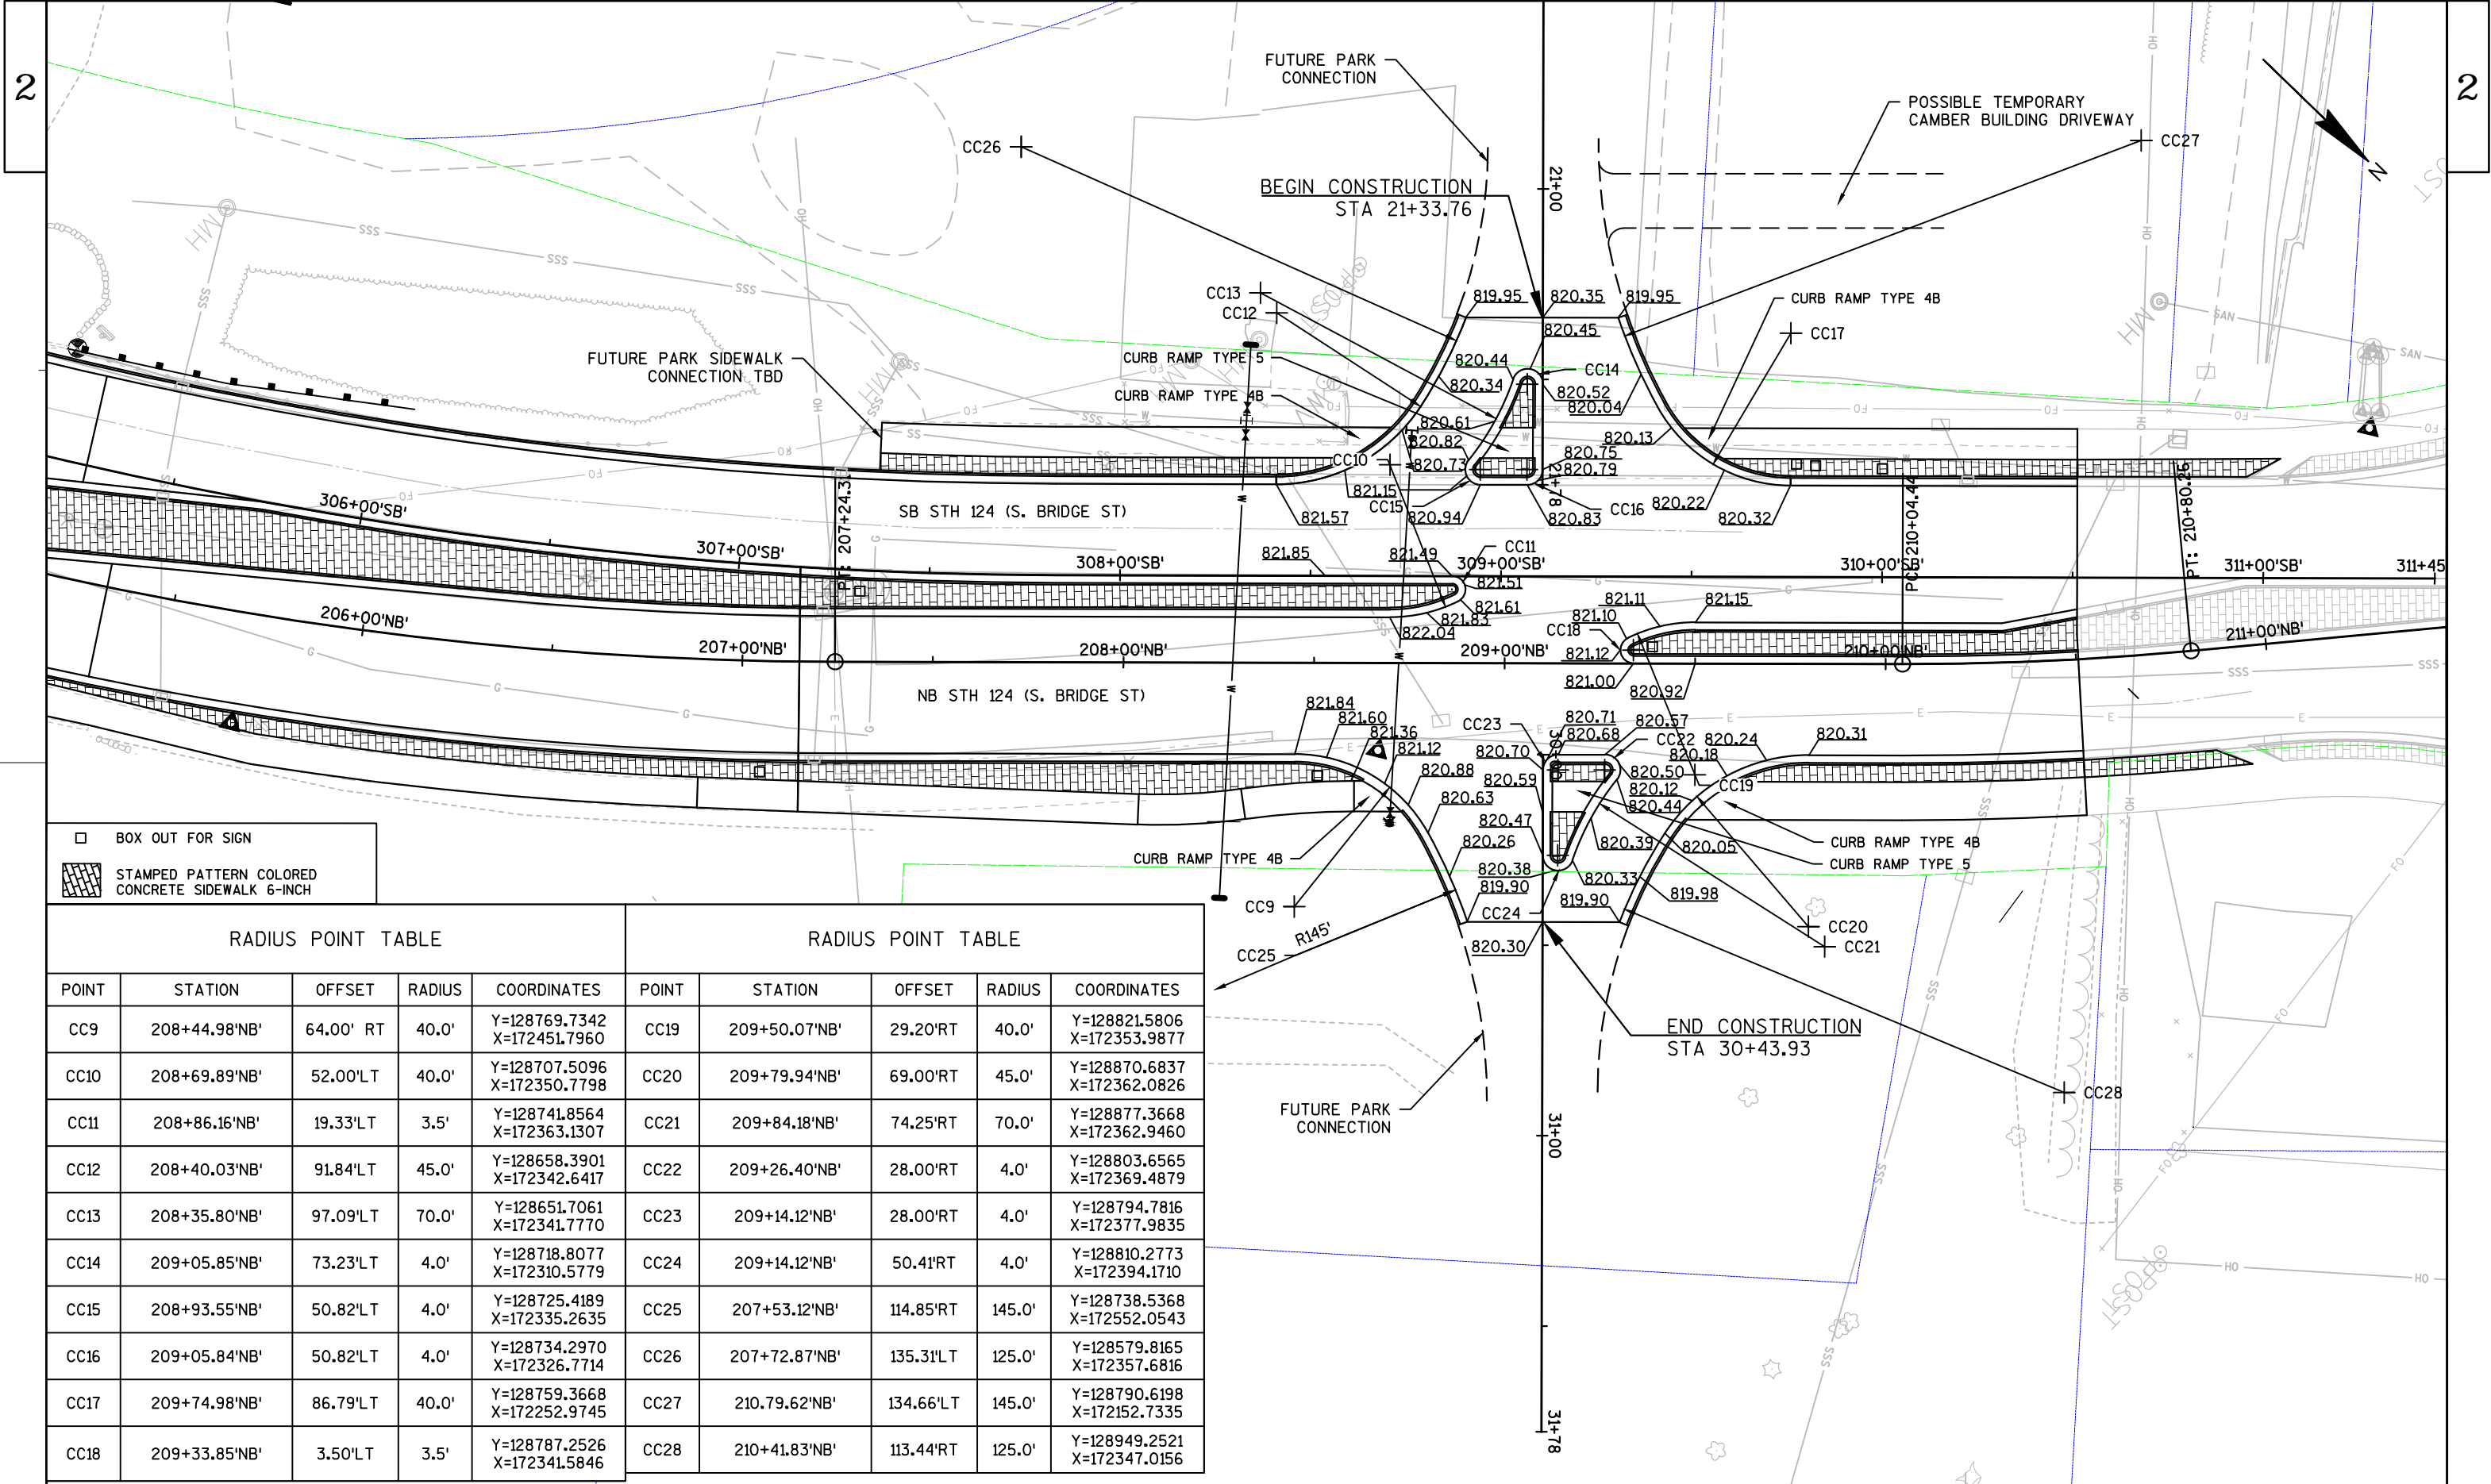 2
2
FUTURE PARK
CONNECTION
POSSIBLE TEMPORARY
CAMBER BUILDING DRIVEWAY
CC26
CC27
N
BEGIN CONSTRUCTION
STA 21+33.76
21+00
CC13
CC12
819.95
820.35
819.95
CURB RAMP TYPE 4B
CC17
820.45
FUTURE PARK SIDEWALK
CONNECTION TBD
CURB RAMP TYPE 5
820.44
CC14
820.34
820.52
820.04
CURB RAMP TYPE 4B
820.61
820.82
820.13
CC10
820.73
820.75
820.79
821.15
CC15
CC16
820.22
821.57
820.94
820.83
820.32
306+00'SB'
SB STH 124 (S. BRIDGE ST)
PT: 207+24.31
PC: 210+04.44
PT: 210+80.26
307+00'SB'
308+00'SB'
821.85
821.49
CC11
309+00'SB'
310+00'SB'
311+00'SB'
311+45
821.51
821.61
821.83
822.04
821.11
821.15
821.10
CC18
206+00'NB'
207+00'NB'
208+00'NB'
209+00'NB'
210+00'NB'
211+00'NB'
821.12
821.00
820.92
NB STH 124 (S. BRIDGE ST)
821.84
821.60
821.36
821.12
CC23
820.71
820.57
820.68
CC22
820.24
820.31
820.70
820.18
820.88
820.59
820.50
CC19
820.12
820.63
820.44
820.47
820.26
820.39
820.05
CURB RAMP TYPE 4B
CURB RAMP TYPE 4B
CURB RAMP TYPE 5
820.38
820.33
819.90
819.90
819.98
CC9
CC24
CC20
CC21
CC25
R145'
820.30
BOX OUT FOR SIGN
STAMPED PATTERN COLORED
CONCRETE SIDEWALK 6-INCH
END CONSTRUCTION
STA 30+43.93
CC28
FUTURE PARK
CONNECTION
31+00
31+78
RADIUS POINT TABLE
POINT STATION OFFSET RADIUS COORDINATES
CC9 208+44.98'NB' 64.00' RT 40.0' Y=128769.7342
X=172451.7960
CC10 208+69.89'NB' 52.00'LT 40.0' Y=128707.5096
X=172350.7798
CC11 208+86.16'NB' 19.33'LT 3.5' Y=128741.8564
X=172363.1307
CC12 208+40.03'NB' 91.84'LT 45.0' Y=128658.3901
X=172342.6417
CC13 208+35.80'NB' 97.09'LT 70.0' Y=128651.7061
X=172341.7770
CC14 209+05.85'NB' 73.23'LT 4.0' Y=128718.8077
X=172310.5779
CC15 208+93.55'NB' 50.82'LT 4.0' Y=128725.4189
X=172335.2635
CC16 209+05.84'NB' 50.82'LT 4.0' Y=128734.2970
X=172326.7714
CC17 209+74.98'NB' 86.79'LT 40.0' Y=128759.3668
X=172252.9745
CC18 209+33.85'NB' 3.50'LT 3.5' Y=128787.2526
X=172341.5846
RADIUS POINT TABLE
POINT STATION OFFSET RADIUS COORDINATES
CC19 209+50.07'NB' 29.20'RT 40.0' Y=128821.5806
X=172353.9877
CC20 209+79.94'NB' 69.00'RT 45.0' Y=128870.6837
X=172362.0826
CC21 209+84.18'NB' 74.25'RT 70.0' Y=128877.3668
X=172362.9460
CC22 209+26.40'NB' 28.00'RT 4.0' Y=128803.6565
X=172369.4879
CC23 209+14.12'NB' 28.00'RT 4.0' Y=128794.7816
X=172377.9835
CC24 209+14.12'NB' 50.41'RT 4.0' Y=128810.2773
X=172394.1710
CC25 207+53.12'NB' 114.85'RT 145.0' Y=128738.5368
X=172552.0543
CC26 207+72.87'NB' 135.31'LT 125.0' Y=128579.8165
X=172357.6816
CC27 210.79.62'NB' 134.66'LT 145.0' Y=128790.6198
X=172152.7335
CC28 210+41.83'NB' 113.44'RT 125.0' Y=128949.2521
X=172347.0156